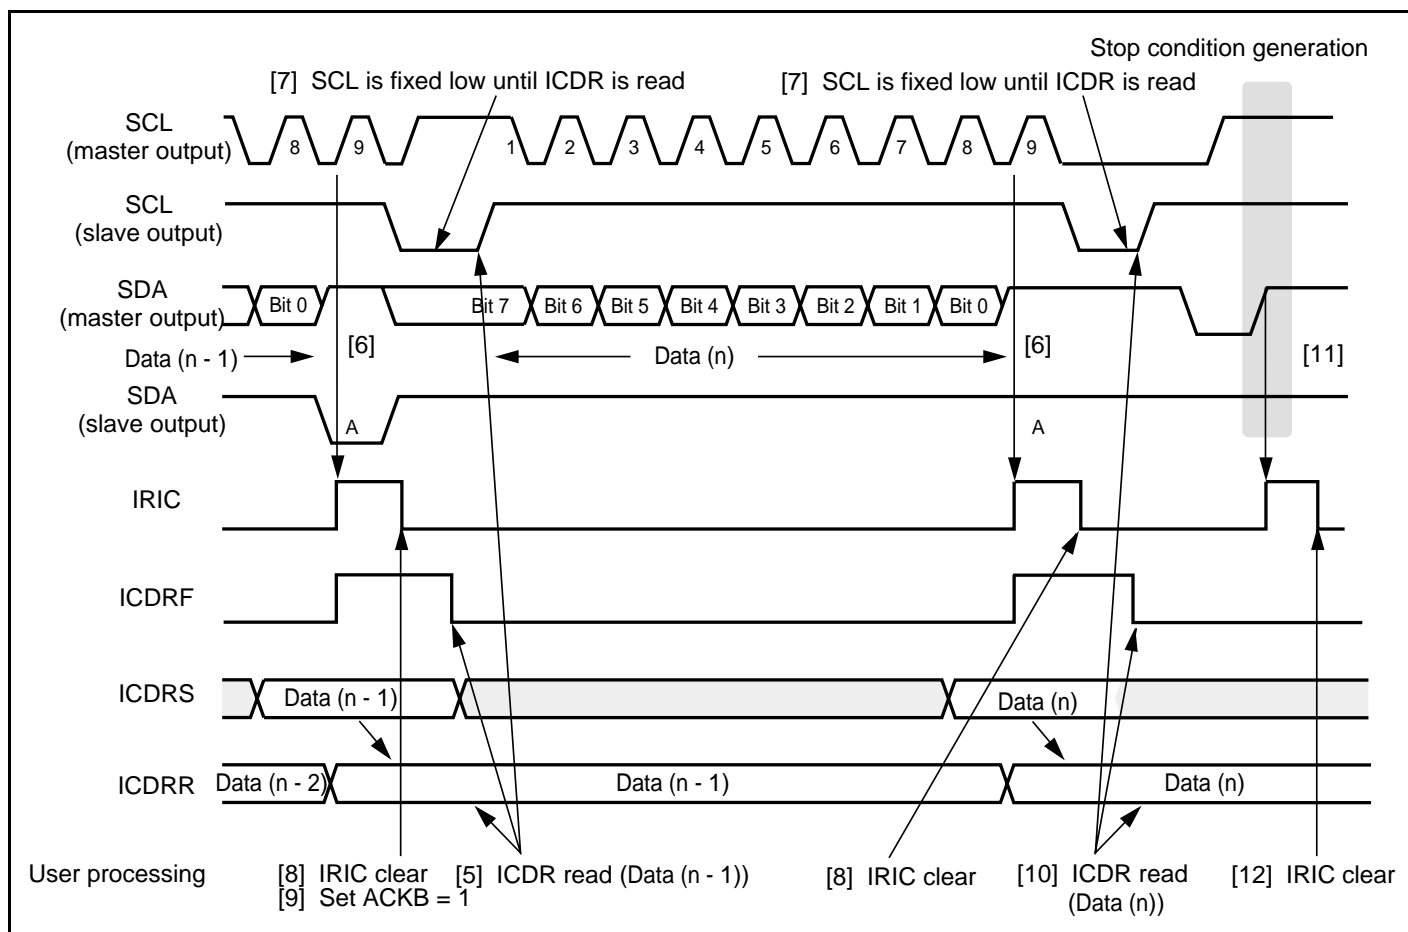 Stop condition generation
[7] SCL is fixed low until ICDR is read
[7] SCL is fixed low until ICDR is read
SCL
(master output)
8
9
1
2
3
4
5
6
7
8
9
SCL
(slave output)
SDA
(master output)
Bit 0
Bit 7
Bit 6
Bit 5
Bit 4
Bit 3
Bit 2
Bit 1
Bit 0
Data (n - 1)
[6]
Data (n)
[6]
[11]
SDA
(slave output)
A
A
IRIC
ICDRF
ICDRS
Data (n - 1)
Data (n)
ICDRR
Data (n - 2)
Data (n - 1)
Data (n)
User processing
[8] IRIC clear
[9] Set ACKB = 1
[5] ICDR read (Data (n - 1))
[8] IRIC clear
[10] ICDR read
(Data (n))
[12] IRIC clear